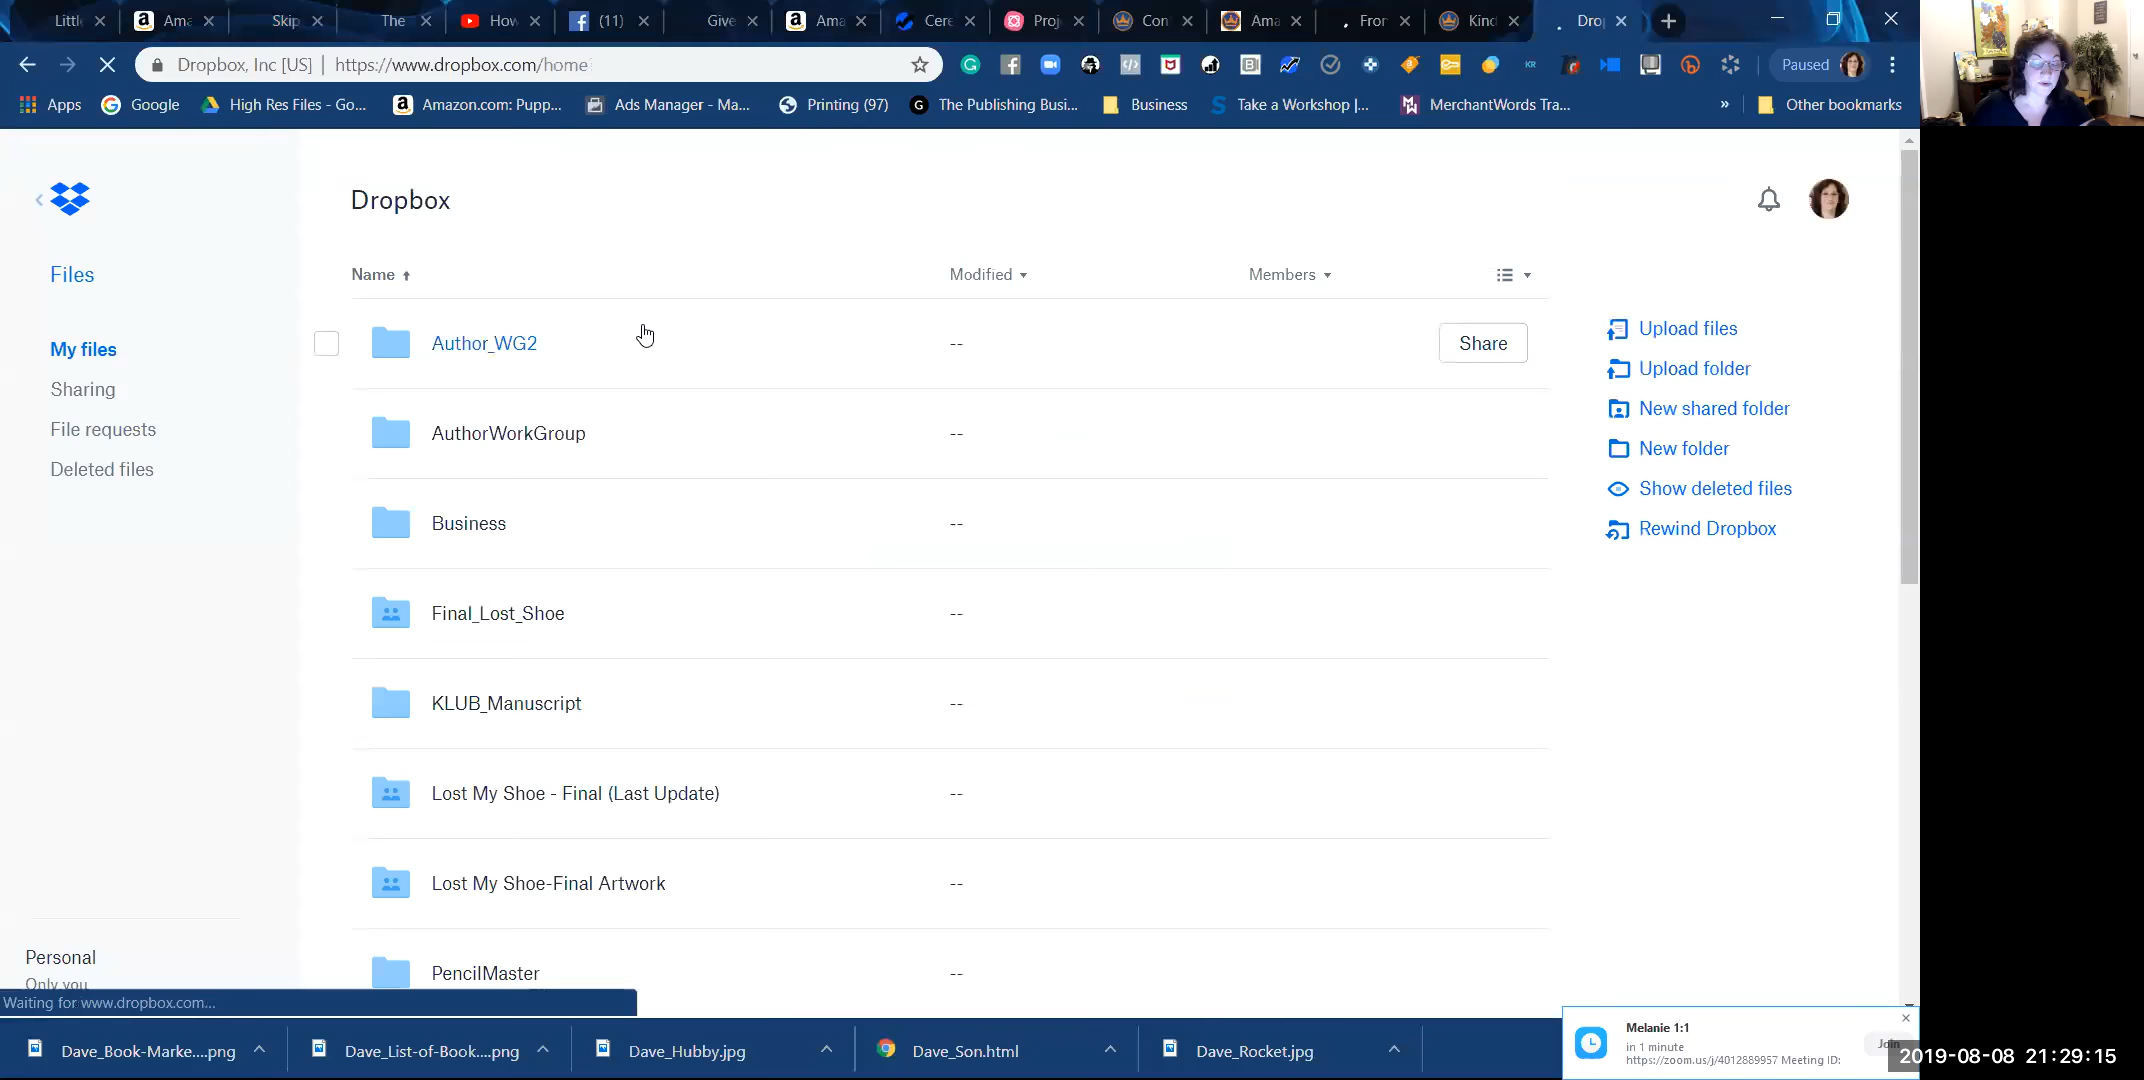 Littl
Ama
Skip
The
How
(11)
Give
Ama
Cere
Proj
Con
Ama
Fror
Kind
Dro
Dropbox, Inc [US] | https://www.dropbox.com/home
Paused
Apps
Google
High Res Files - Go...
Amazon.com: Pupp...
Ads Manager - Ma...
Printing (97)
The Publishing Busi...
Business
Take a Workshop |...
MerchantWords Tra...
»
Other bookmarks
Dropbox
Files
My files
Sharing
File requests
Deleted files
Name
Modified
Members
Author_WG2
--
Share
AuthorWorkGroup
--
Business
--
Final_Lost_Shoe
--
KLUB_Manuscript
--
Lost My Shoe - Final (Last Update)
--
Lost My Shoe-Final Artwork
--
PencilMaster
--
Upload files
Upload folder
New shared folder
New folder
Show deleted files
Rewind Dropbox
Personal
Only you
Waiting for www.dropbox.com...
Dave_Book-Marke....png
Dave_List-of-Book....png
Dave_Hubby.jpg
Dave_Son.html
Dave_Rocket.jpg
Melanie 1:1
in 1 minute
https://zoom.us/j/4012889957 Meeting ID:
Join
2019-08-08 21:29:15